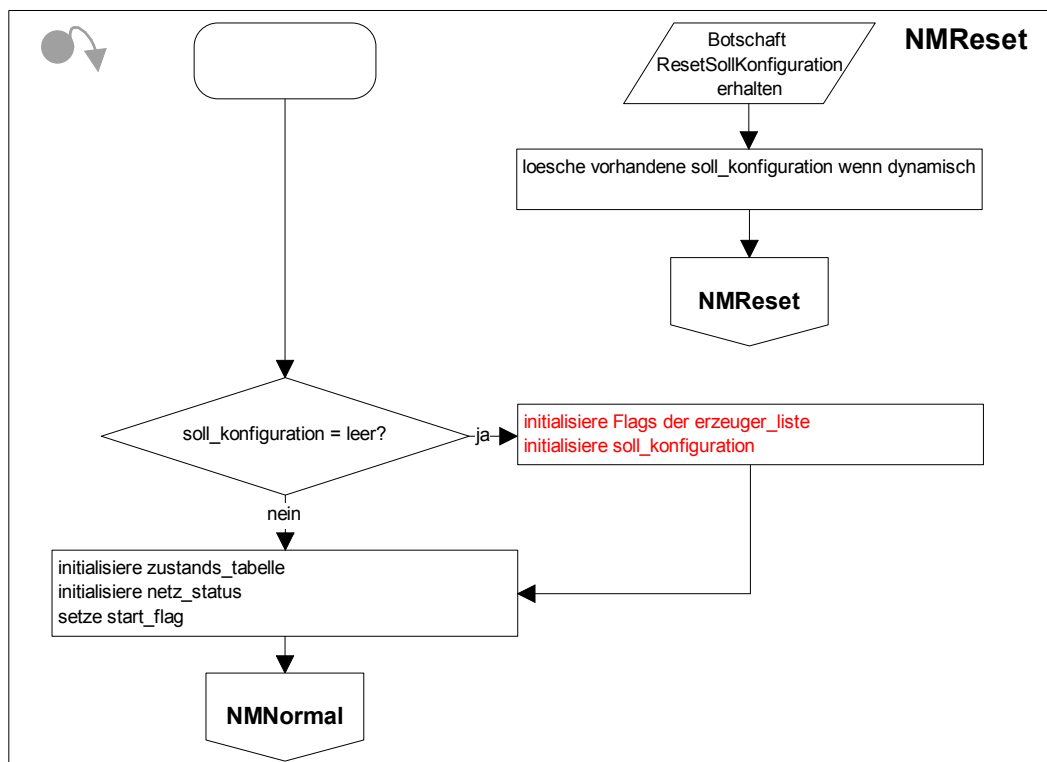 NMReset
Botschaft
ResetSollKonfiguration
erhalten
loesche vorhandene soll_konfiguration wenn dynamisch
NMReset
soll_konfiguration = leer?
ja
initialisiere Flags der erzeuger_liste
initialisiere soll_konfiguration
nein
initialisiere zustands_tabelle
initialisiere netz_status
setze start_flag
NMNormal